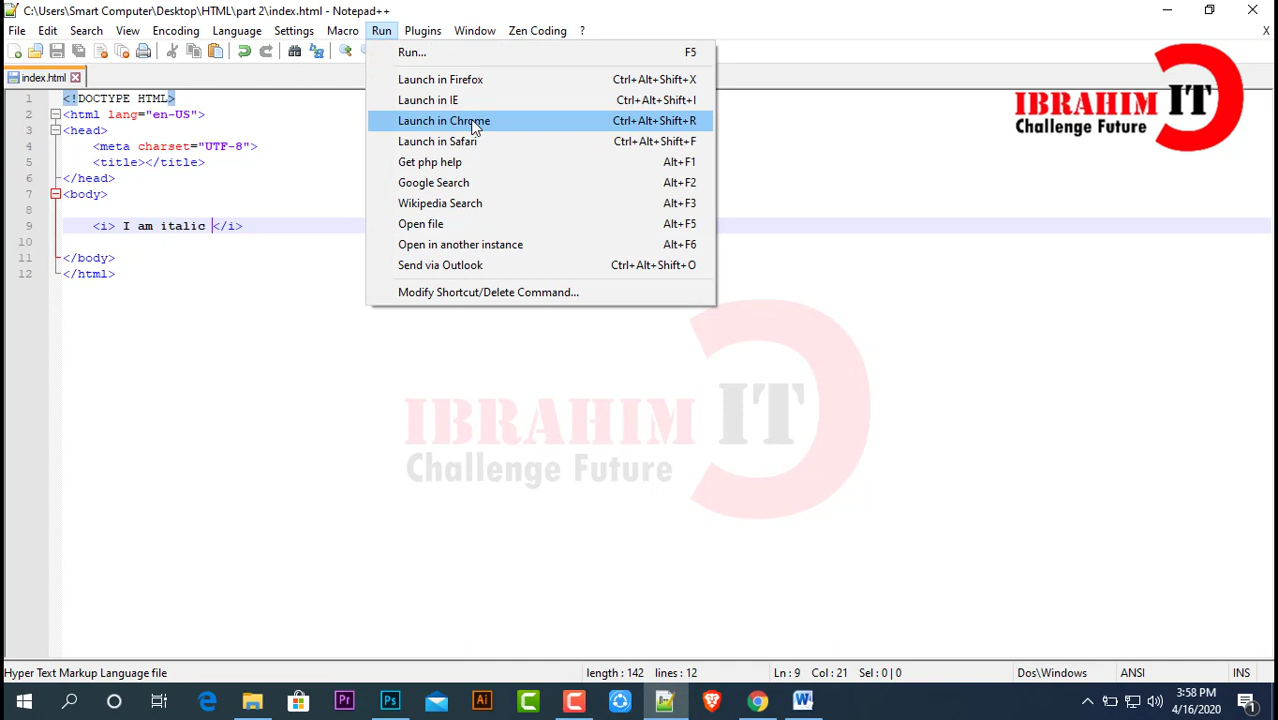 C:\Users\Smart Computer\Desktop\HTML\part 2\index.html - Notepad++
File Edit Search View Encoding Language Settings Macro Run Plugins Window Zen Coding ?
Run... F5
Launch in Firefox Ctrl+Alt+Shift+X
Launch in IE Ctrl+Alt+Shift+I
Launch in Chrome Ctrl+Alt+Shift+R
Launch in Safari Ctrl+Alt+Shift+F
Get php help Alt+F1
Google Search Alt+F2
Wikipedia Search Alt+F3
Open file Alt+F5
Open in another instance Alt+F6
Send via Outlook Ctrl+Alt+Shift+O
Modify Shortcut/Delete Command...
index.html
1 <!DOCTYPE HTML>
2 <html lang="en-US">
3 <head>
4 <meta charset="UTF-8">
5 <title></title>
6 </head>
7 <body>
8
9 <i> I am italic </i>
10
11 </body>
12 </html>
IBRAHIM IT
Challenge Future
IBRAHIM IT
Challenge Future
Hyper Text Markup Language file length : 142 lines : 12 Ln : 9 Col : 21 Sel : 0 | 0 Dos\Windows ANSI INS
3:58 PM
4/16/2020